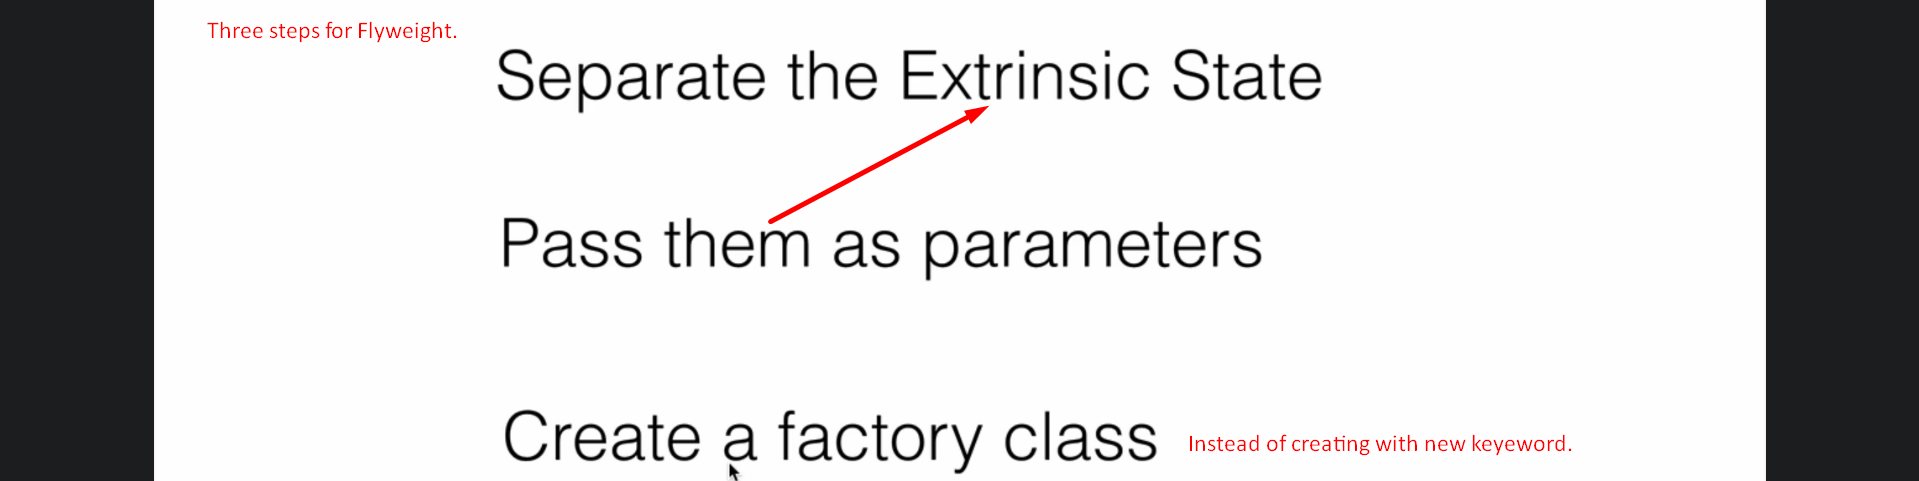 Three steps for Flyweight.
Separate the Extrinsic State
Pass them as parameters
Create a factory class
Instead of creating with new keyeword.